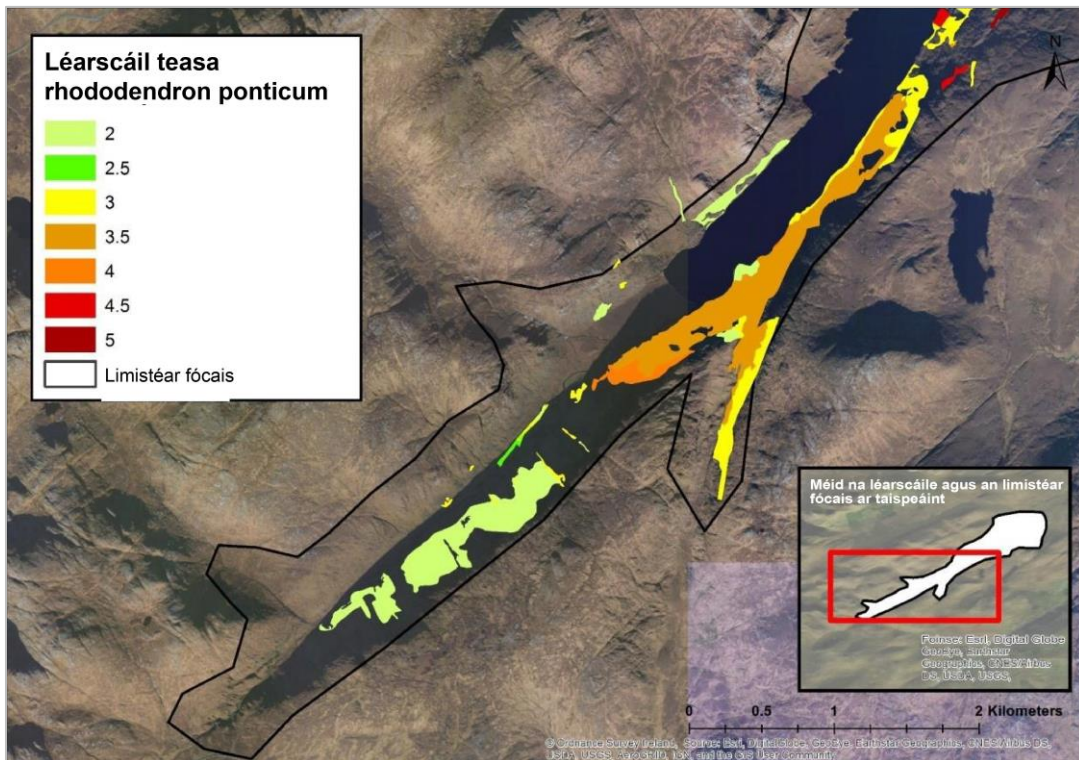 Léarscáil teasa
rhododendron ponticum
2
2.5
3
3.5
4
4.5
5
Limistéar fócais
N
Méid na léarscáile agus an limistéar
fócais ar taispeáint
Foinse: Esri, Digital Globe
GeoEye, Earthstar
Geographics, CNES/Airbus
DS, USDA, USGS,
0 0.5 1 2 Kilometers
© Ordnance Survey Ireland, Source: Esri, DigitalGlobe, GeoEye, Earthstar Geographics, CNES/Airbus DS,
USDA, USGS, AeroGRID, IGN, and the GIS User Community